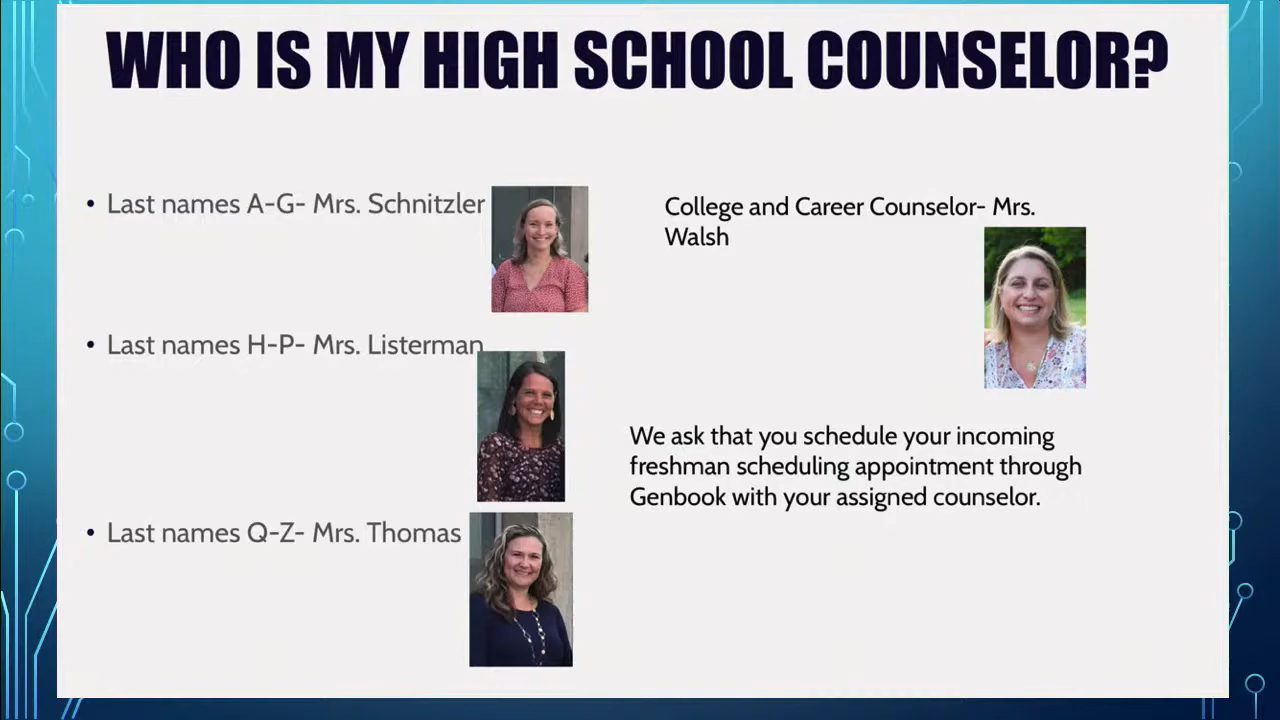 WHO IS MY HIGH SCHOOL COUNSELOR?
• Last names A-G- Mrs. Schnitzler
• Last names H-P- Mrs. Listerman
• Last names Q-Z- Mrs. Thomas
College and Career Counselor- Mrs.
Walsh
We ask that you schedule your incoming
freshman scheduling appointment through
Genbook with your assigned counselor.